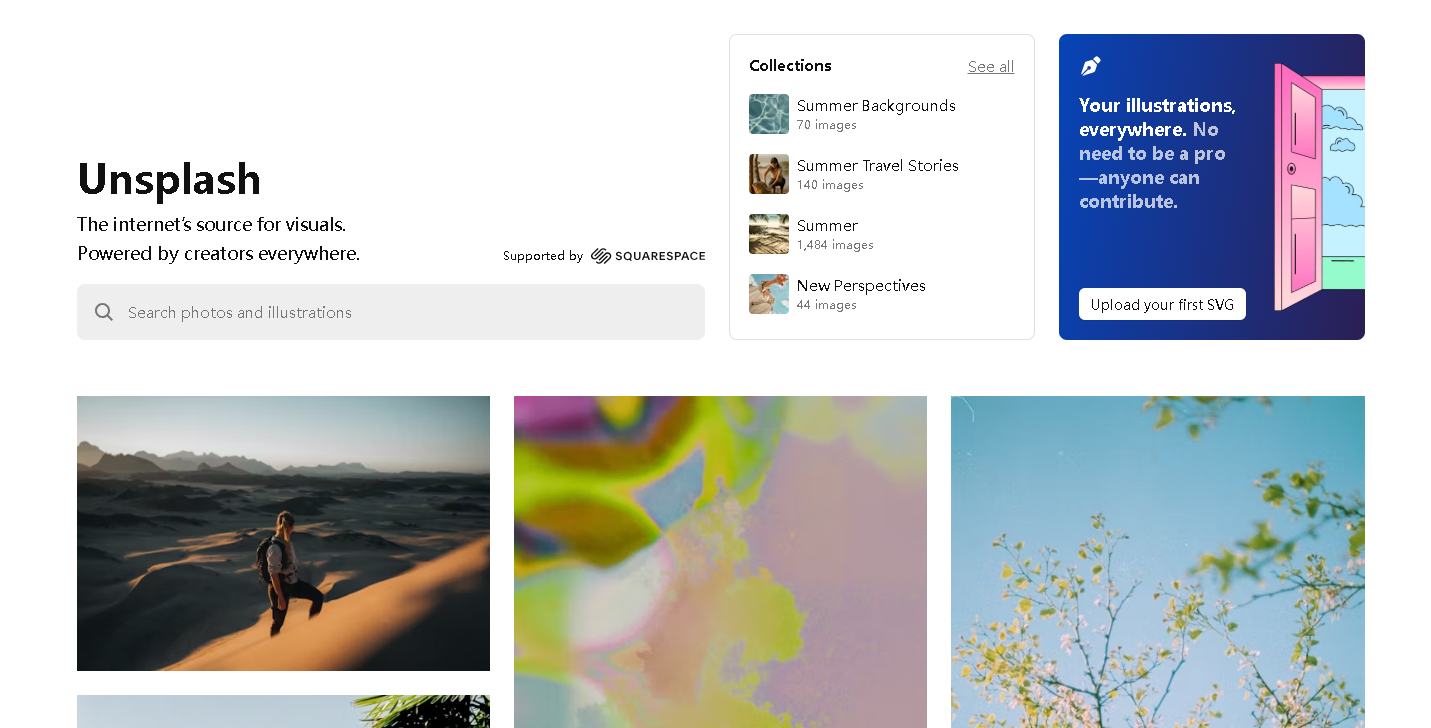 Unsplash
The internet's source for visuals.
Powered by creators everywhere.
Supported by SQUARESPACE
Search photos and illustrations
Collections
See all
Summer Backgrounds
70 images
Summer Travel Stories
140 images
Summer
1,484 images
New Perspectives
44 images
Your illustrations,
everywhere. No
need to be a pro
—anyone can
contribute.
Upload your first SVG